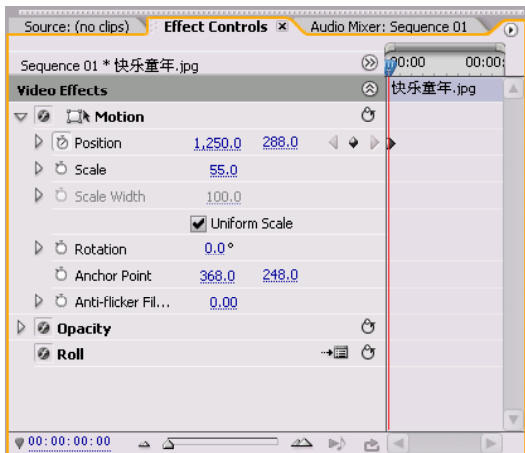 Source: (no clips) Effect Controls × Audio Mixer: Sequence 01
Sequence 01 * 快乐童年.jpg 00:00 00:00:
Video Effects 快乐童年.jpg
Motion
Position 1,250.0 288.0
Scale 55.0
Scale Width 100.0
Uniform Scale
Rotation 0.0°
Anchor Point 368.0 248.0
Anti-flicker Fil... 0.00
Opacity
Roll
00:00:00:00